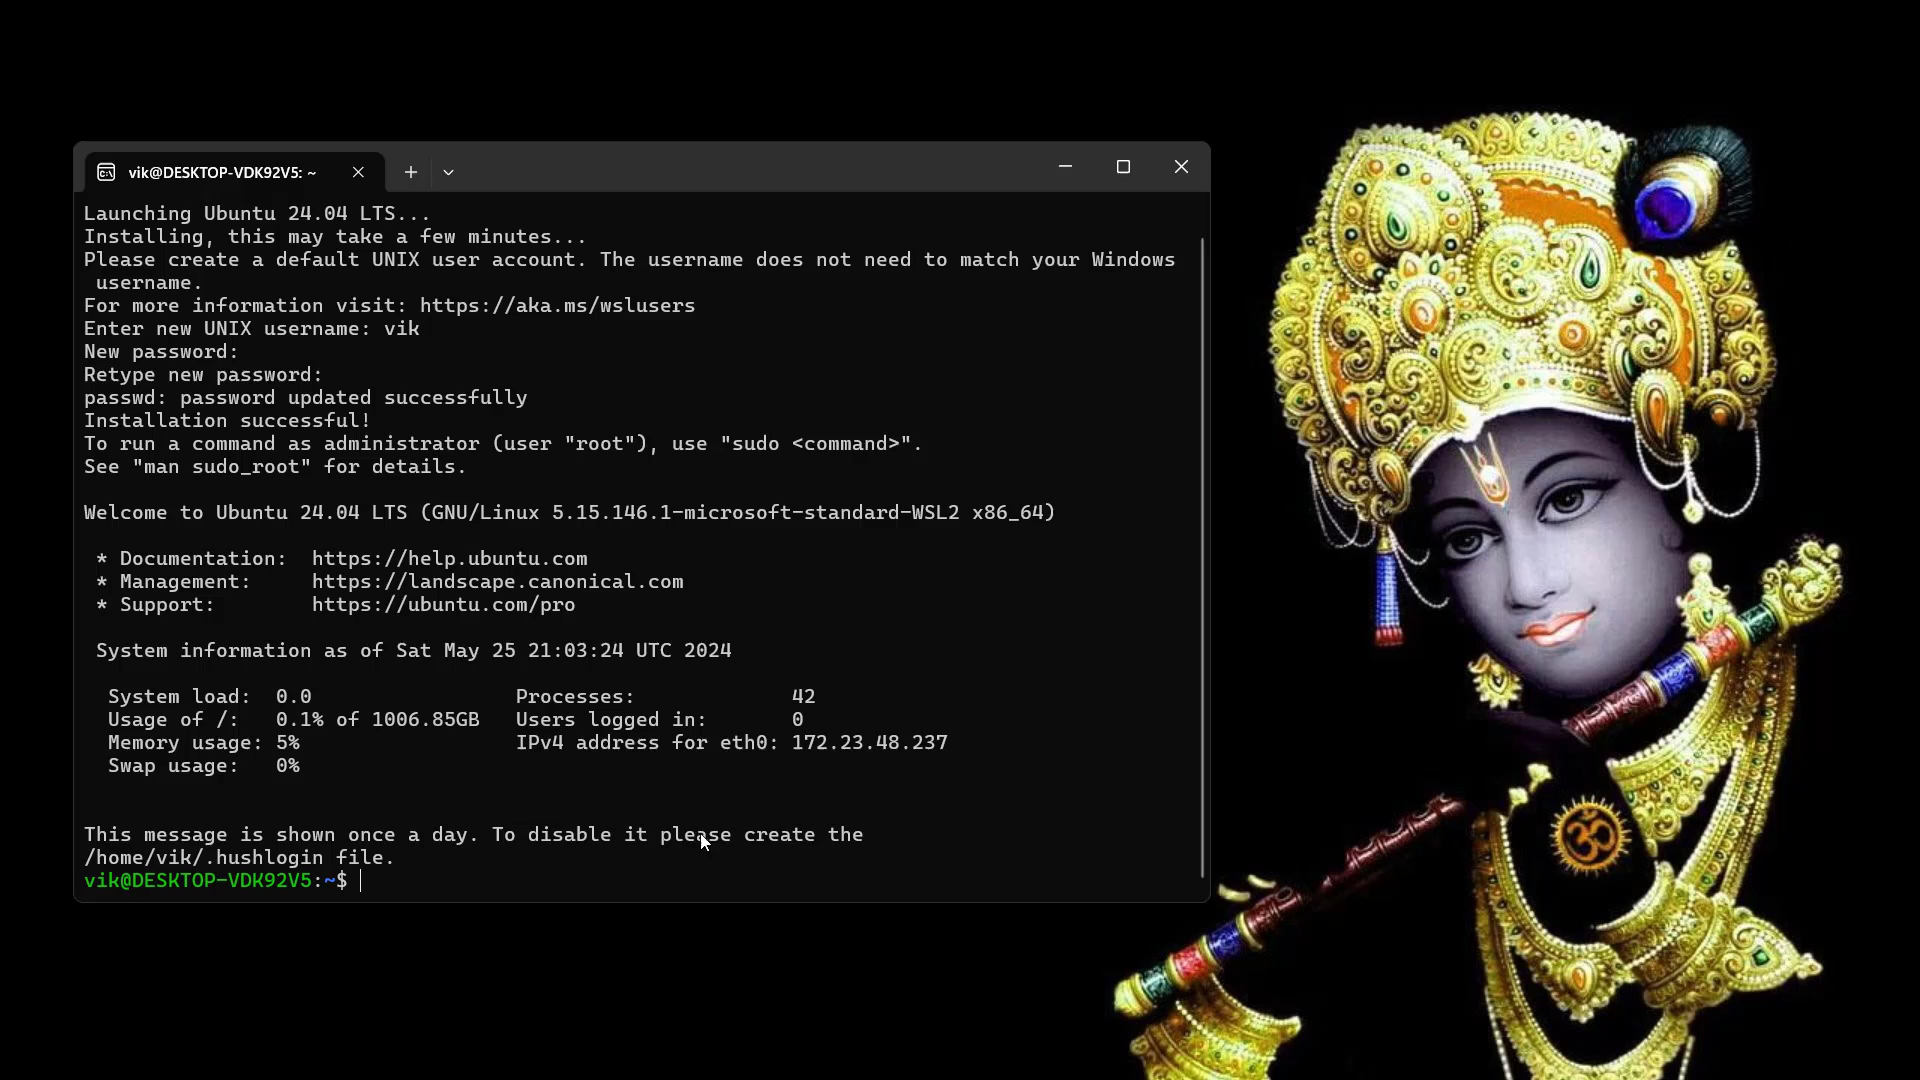 vik@DESKTOP-VDK92V5: ~
Launching Ubuntu 24.04 LTS...
Installing, this may take a few minutes...
Please create a default UNIX user account. The username does not need to match your Windows
username.
For more information visit: https://aka.ms/wslusers
Enter new UNIX username: vik
New password:
Retype new password:
passwd: password updated successfully
Installation successful!
To run a command as administrator (user "root"), use "sudo <command>".
See "man sudo_root" for details.
Welcome to Ubuntu 24.04 LTS (GNU/Linux 5.15.146.1-microsoft-standard-WSL2 x86_64)
* Documentation: https://help.ubuntu.com
* Management: https://landscape.canonical.com
* Support: https://ubuntu.com/pro
System information as of Sat May 25 21:03:24 UTC 2024
System load: 0.0 Processes: 42
Usage of /: 0.1% of 1006.85GB Users logged in: 0
Memory usage: 5% IPv4 address for eth0: 172.23.48.237
Swap usage: 0%
This message is shown once a day. To disable it please create the
/home/vik/.hushlogin file.
vik@DESKTOP-VDK92V5:~$
ॐ